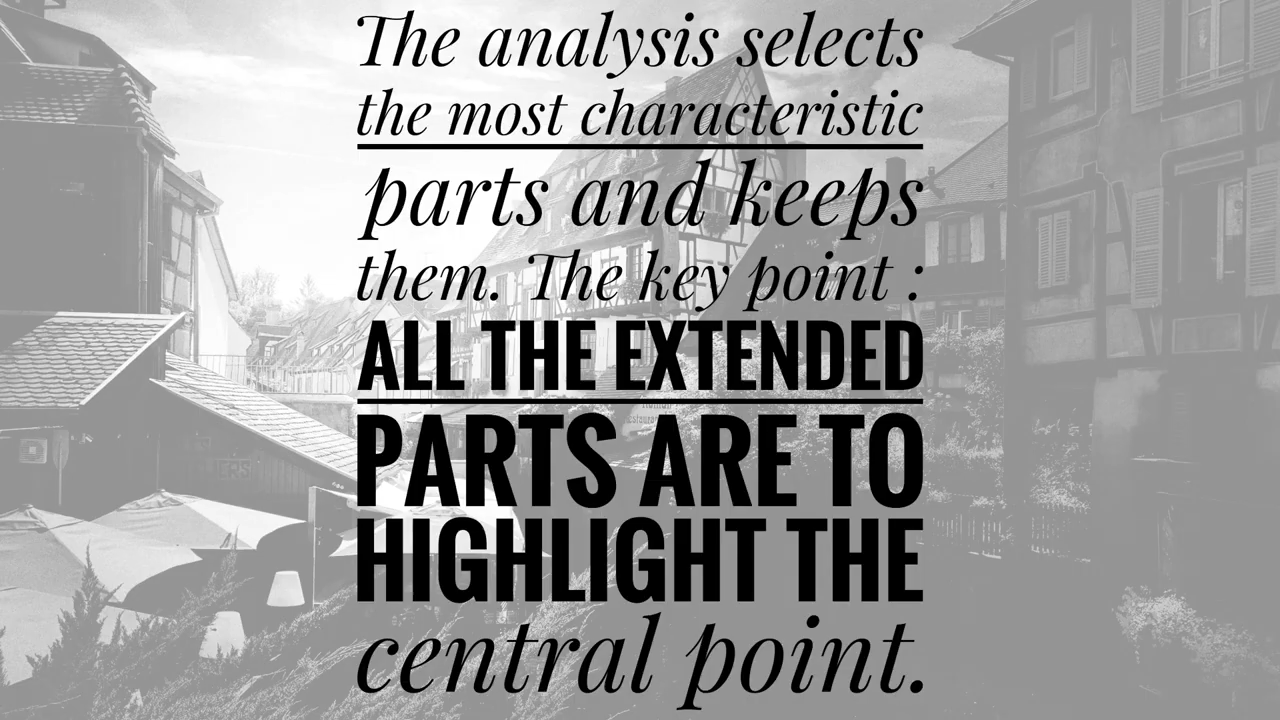 The analysis selects
the most characteristic
parts and keeps
them. The key point :
ALL THE EXTENDED
PARTS ARE TO
HIGHLIGHT THE
central point.